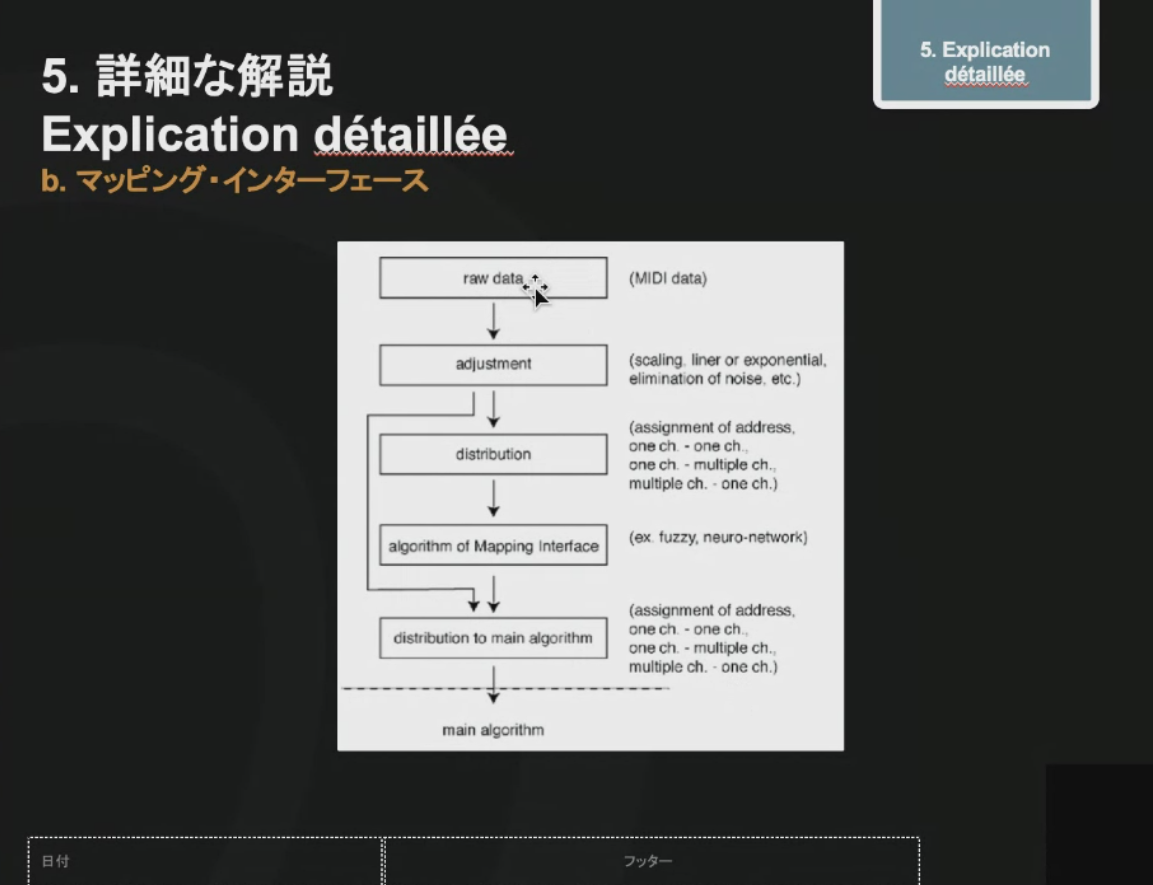 5. 詳細な解説
Explication détaillée
b. マッピング・インターフェース
5. Explication
détaillée
raw data
(MIDI data)
adjustment
(scaling. liner or exponential,
elimination of noise, etc.)
distribution
(assignment of address,
one ch. - one ch.,
one ch. - multiple ch.,
multiple ch. - one ch.)
algorithm of Mapping Interface
(ex. fuzzy, neuro-network)
distribution to main algorithm
(assignment of address,
one ch. - one ch.,
one ch. - multiple ch.,
multiple ch. - one ch.)
main algorithm
日付
フッター